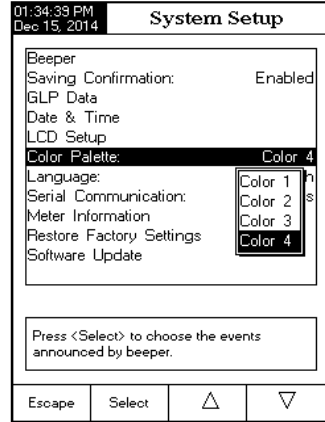 01:34:39 PM
Dec 15, 2014
System Setup
Beeper
Saving Confirmation: Enabled
GLP Data
Date & Time
LCD Setup
Color Palette: Color 4
Language: h
Serial Communication: s
Meter Information
Restore Factory Settings
Software Update
Color 1
Color 2
Color 3
Color 4
Press <Select> to choose the events
announced by beeper.
Escape Select